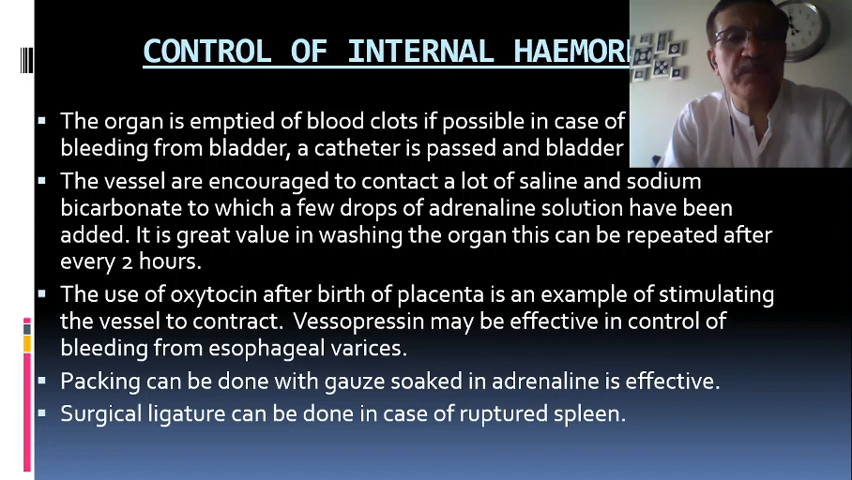 CONTROL OF INTERNAL
The organ is emptied of blood clots if possible in case of
bleeding from bladder, a catheter is passed and bladder
The vessel are encouraged to contact a lot of saline and sodium
bicarbonate to which a few drops of adrenaline solution have been
added. It is great value in washing the organ this can be repeated after
every 2 hours.
The use of oxytocin after birth of placenta is an example of stimulating
the vessel to contract. Vessopressin may be effective in control of
bleeding from esophageal varices.
Packing can be done with gauze soaked in adrenaline is effective.
Surgical ligature can be done in case of ruptured spleen.